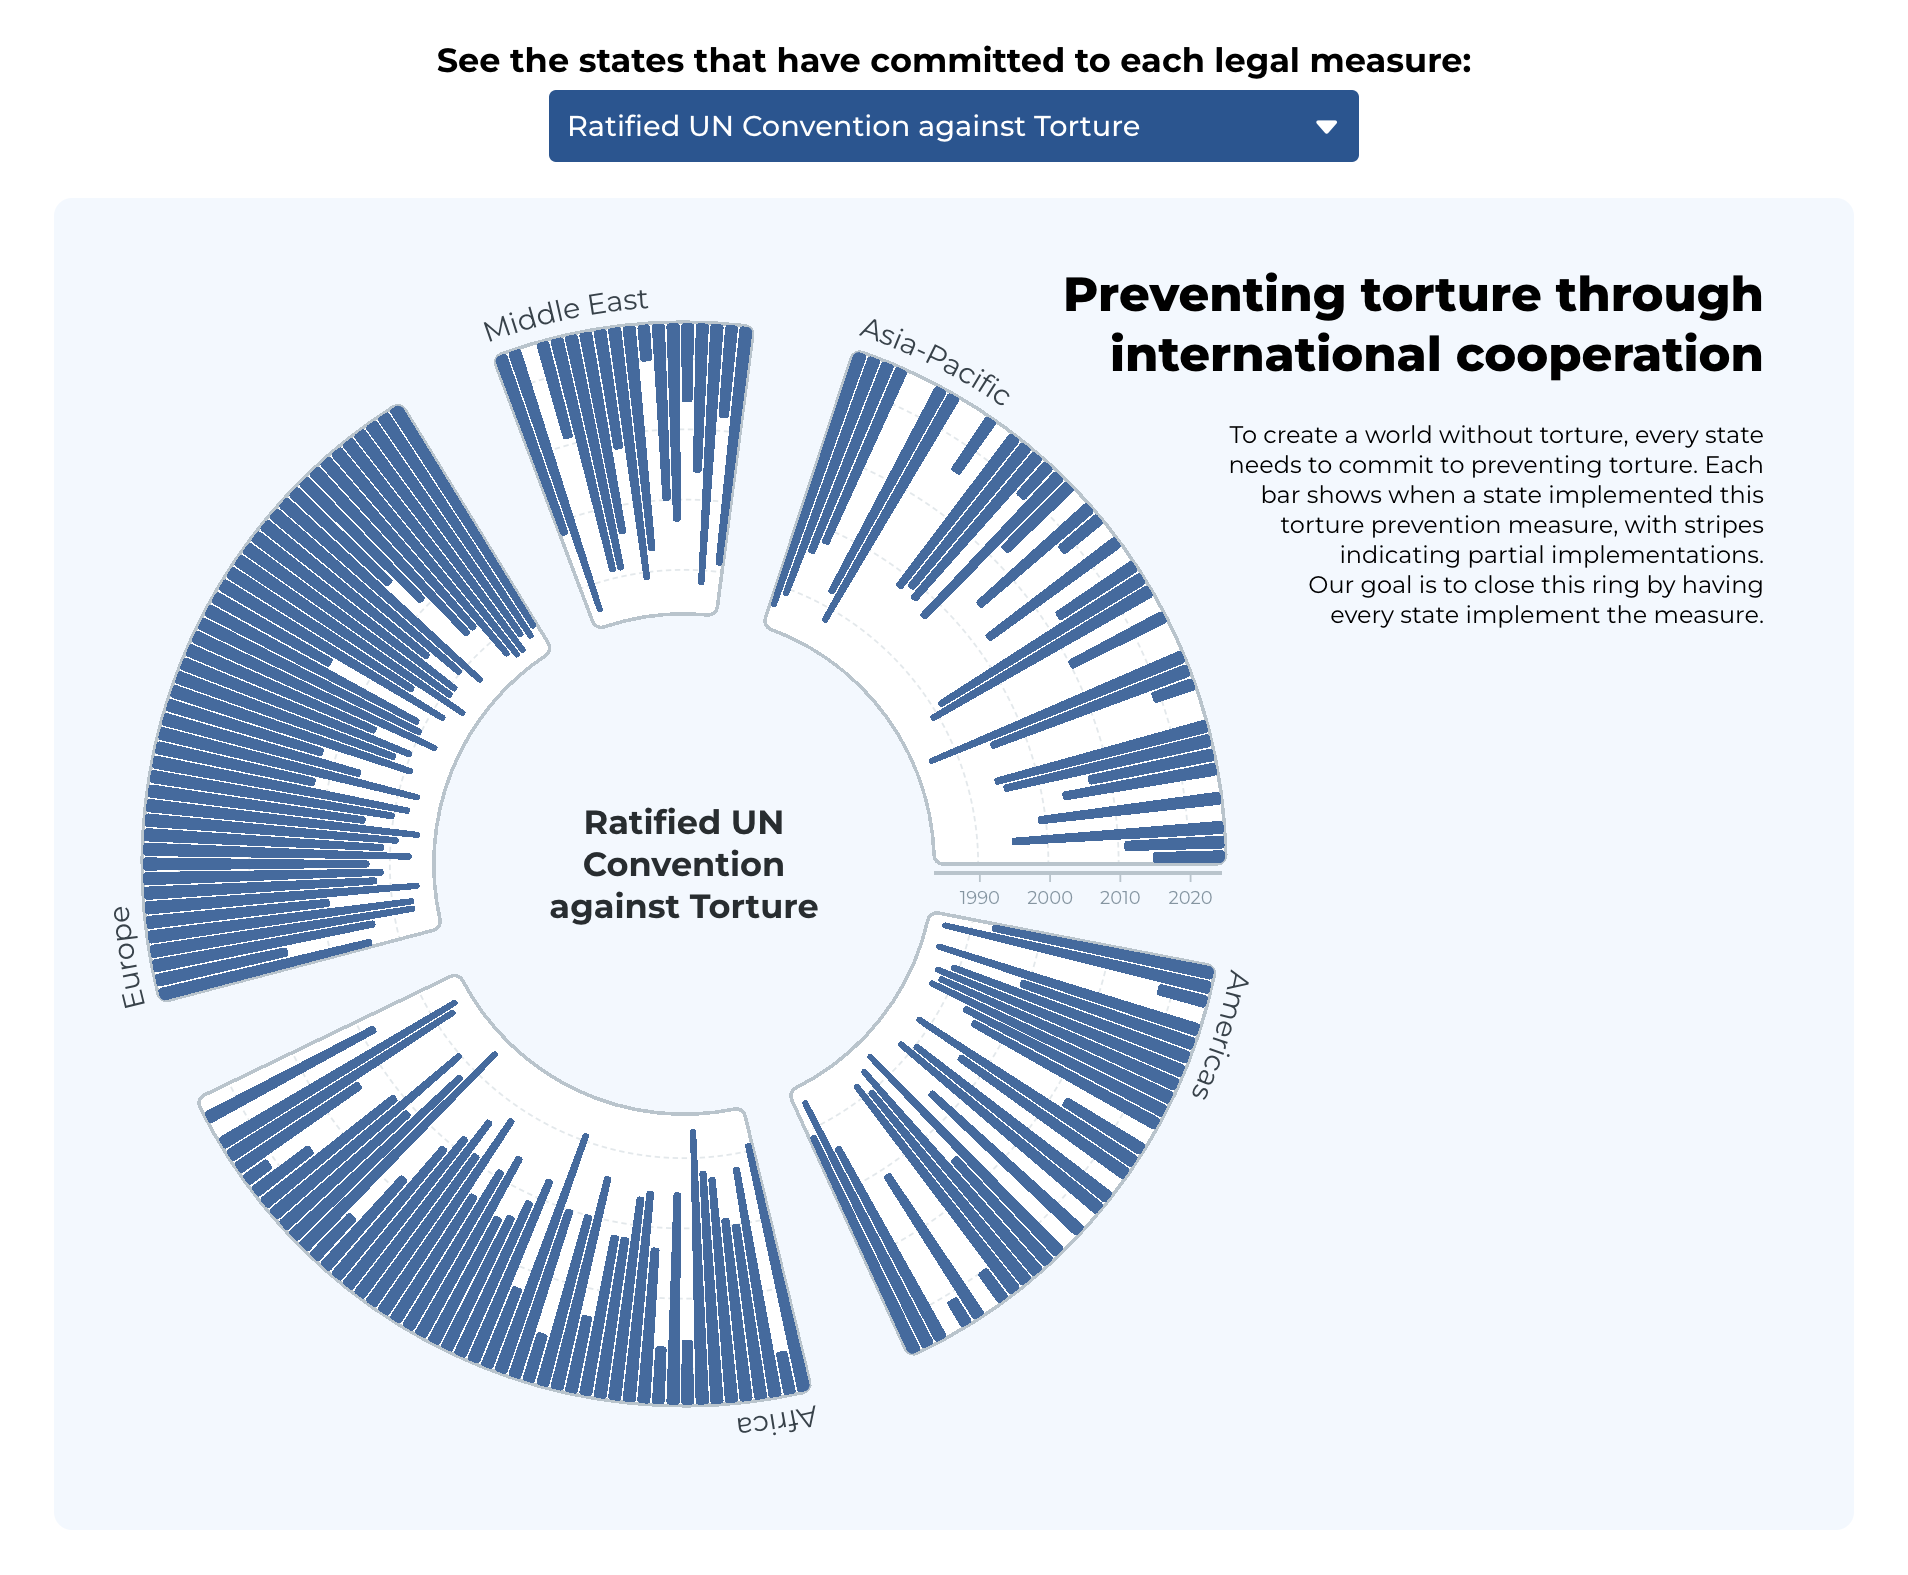 See the states that have committed to each legal measure:
Ratified UN Convention against Torture
Preventing torture through
international cooperation
To create a world without torture, every state
needs to commit to preventing torture. Each
bar shows when a state implemented this
torture prevention measure, with stripes
indicating partial implementations.
Our goal is to close this ring by having
every state implement the measure.
Middle East
Asia-Pacific
Europe
Ratified UN
Convention
against Torture
1990 2000 2010 2020
Americas
Africa